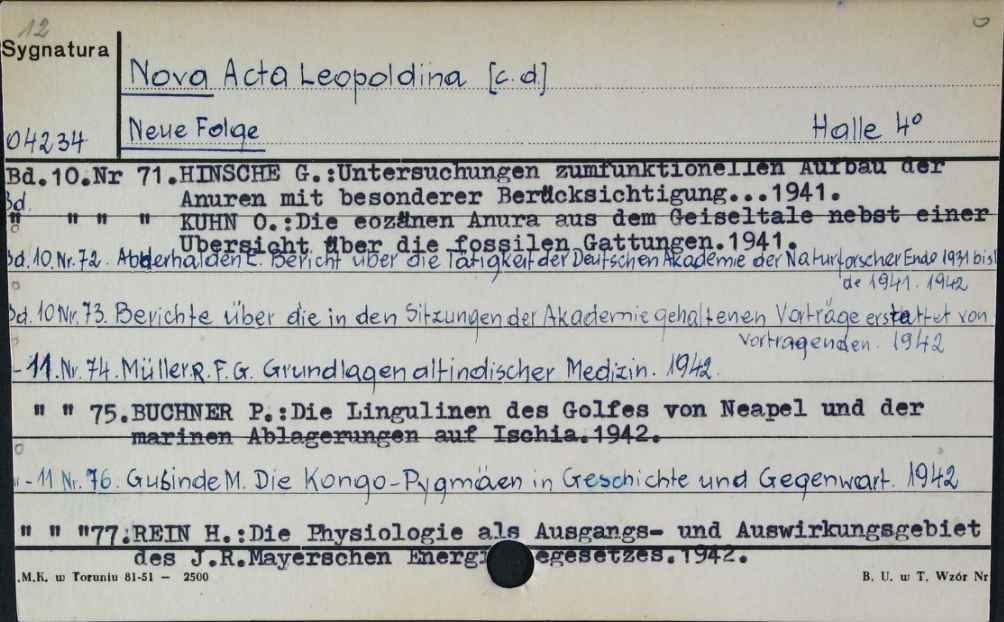 12
Sygnatura
Nova Acta Leopoldina [c.d.]
04234
Neue Folge
Halle 4°
Bd.10.Nr 71.HINSCHE G.:Untersuchungen zumfunktionellen Aufbau der
Bd.
Anuren mit besonderer Berücksichtigung...1941.
" " " " KUHN O.:Die eozänen Anura aus dem Geiseltale nebst einer
Übersicht über die fossilen Gattungen.1941.
Bd.10.Nr.72. Abderhalden E. Bericht über die Tätigkeit der Deutschen Akademie der Naturforscher Ende 1931 bis
de 1941. 1942
Bd.10Nr.73. Berichte über die in den Sitzungen der Akademie gehaltenen Vorträge erstattet von
Vortragenden. 1942
-11.Nr.74. Müller R.F.G. Grundlagen altindischer Medizin. 1942.
" " 75.BUCHNER P.:Die Lingulinen des Golfes von Neapel und der
marinen Ablagerungen auf Ischia.1942.
"-11 Nr.76. Gusinde M. Die Kongo-Pygmäen in Geschichte und Gegenwart. 1942
" " "77.REIN H.:Die Physiologie als Ausgangs- und Auswirkungsgebiet
des J.R.Mayerschen Energi egesetzes.1942.
.M.K. w Toruniu 81-51 — 2500
B. U. w T. Wzór Nr